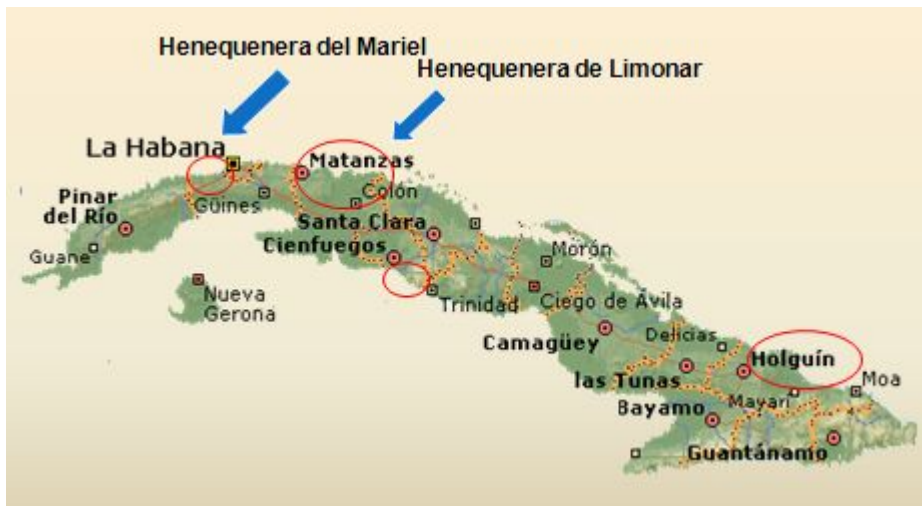 Henequenera del Mariel
Henequenera de Limonar
La Habana
Matanzas
Pinar
del Río
Güines
Colón
Santa Clara
Cienfuegos
Guane
Morón
Nueva
Gerona
Trinidad
Ciego de Ávila
Camagüey
Delicias
Holguín
las Tunas
Mayarí
Moa
Bayamo
Guantánamo